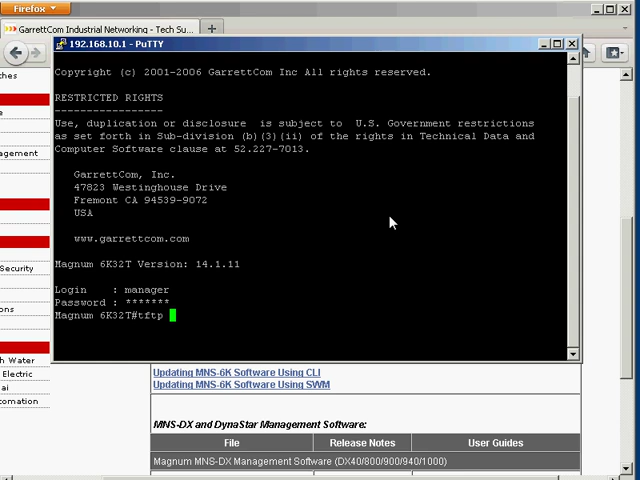 Firefox
GarrettCom Industrial Networking - Tech Su...
192.168.10.1 - PuTTY
Copyright (c) 2001-2006 GarrettCom Inc All rights reserved.
RESTRICTED RIGHTS
-----------------
Use, duplication or disclosure is subject to U.S. Government restrictions
as set forth in Sub-division (b)(3)(ii) of the rights in Technical Data and
Computer Software clause at 52.227-7013.
GarrettCom, Inc.
47823 Westinghouse Drive
Fremont CA 94539-9072
USA
www.garrettcom.com
Magnum 6K32T Version: 14.1.11
Login : manager
Password : *******
Magnum 6K32T#tftp
ches
e
agement
Security
ons
h Water
Electric
ai
tomation
Updating MNS-6K Software Using CLI
Updating MNS-6K Software Using SWM
MNS-DX and DynaStar Management Software:
File Release Notes User Guides
Magnum MNS-DX Management Software (DX40/800/900/940/1000)